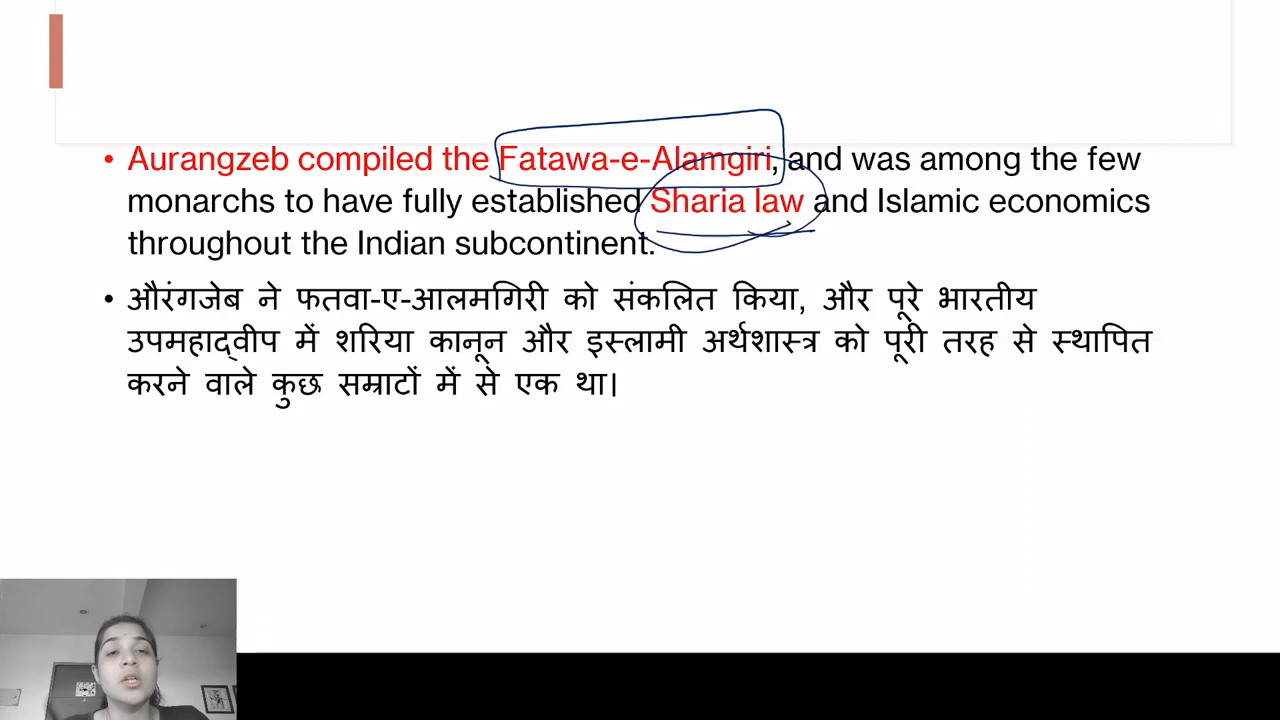 • Aurangzeb compiled the Fatawa-e-Alamgiri, and was among the few
monarchs to have fully established Sharia law and Islamic economics
throughout the Indian subcontinent.
• औरंगजेब ने फतवा-ए-आलमगिरी को संकलित किया, और पूरे भारतीय
उपमहाद्वीप में शरिया कानून और इस्लामी अर्थशास्त्र को पूरी तरह से स्थापित
करने वाले कुछ सम्राटों में से एक था।